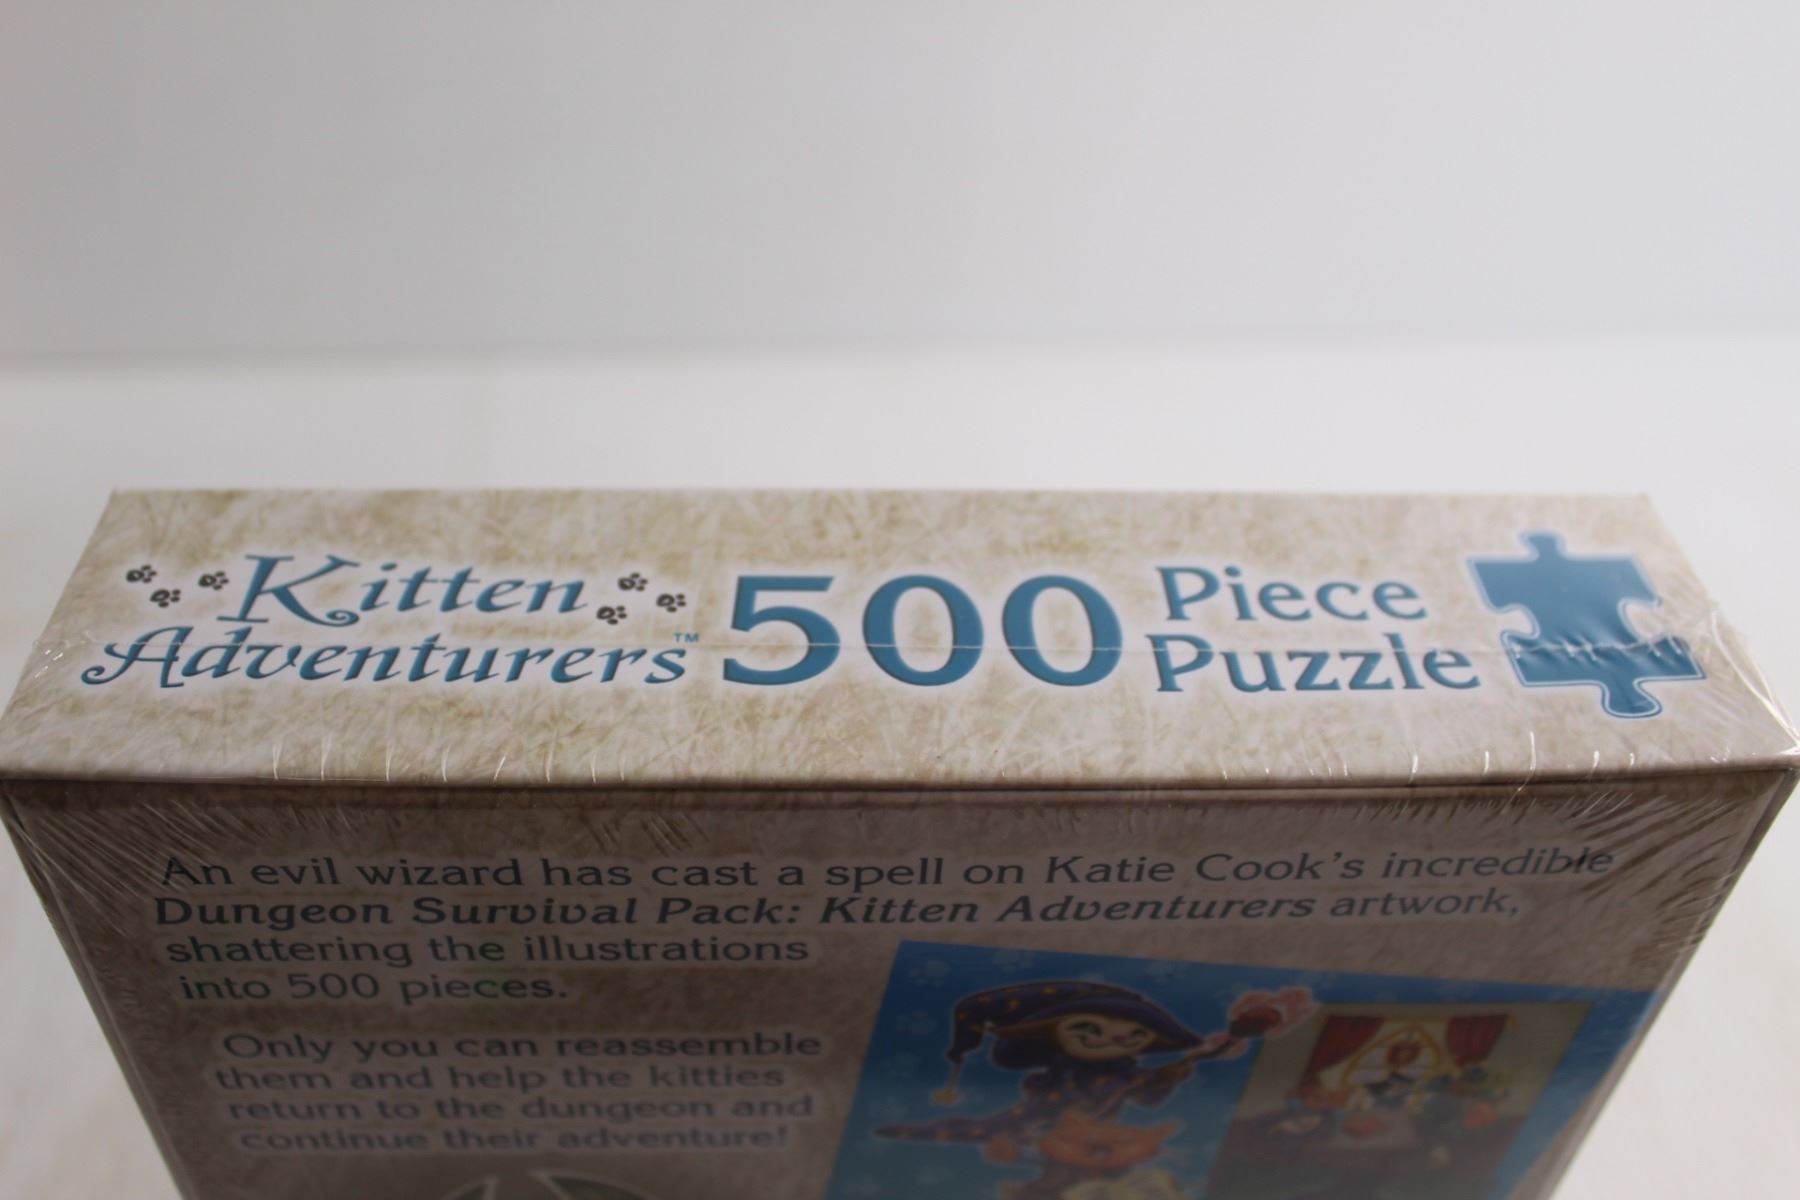 Kitten
Adventurers™
500
Piece
Puzzle
An evil wizard has cast a spell on Katie Cook's incredible
Dungeon Survival Pack: Kitten Adventurers artwork,
shattering the illustrations
into 500 pieces.
Only you can reassemble
them and help the kitties
return to the dungeon and
continue their adventure!